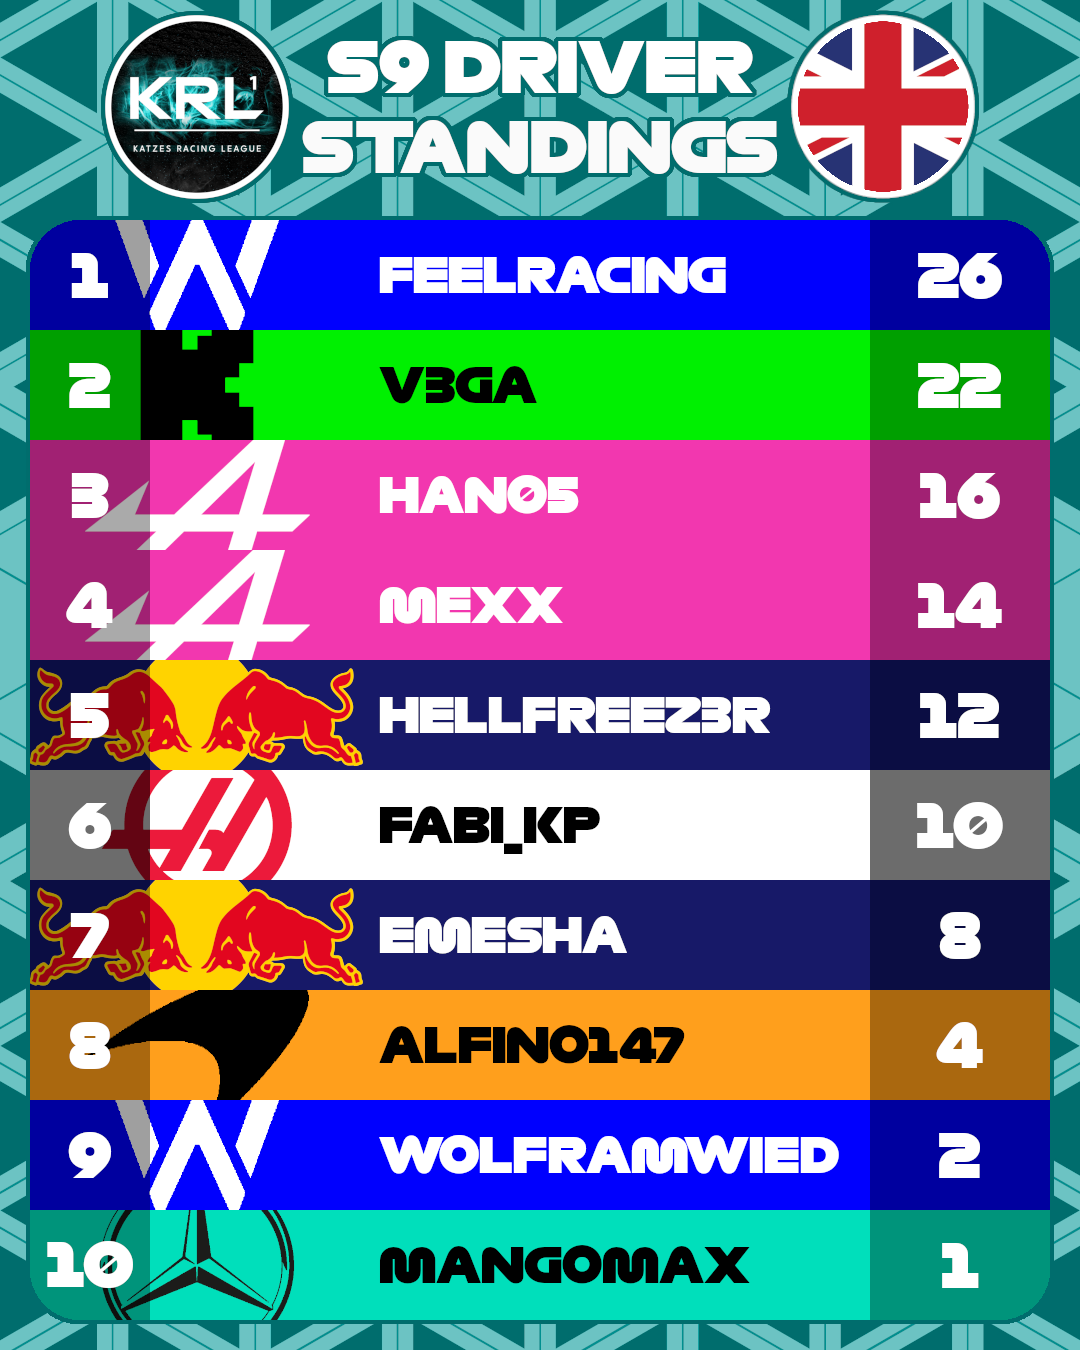 KRL1
KATZES RACING LEAGUE
S9 DRIVER
STANDINGS
1 FEELRACING 26
2 V3GA 22
3 HAN05 16
4 MEXX 14
5 HELLFREEZ3R 12
6 FABI_KP 10
7 EMESHA 8
8 ALFINO147 4
9 WOLFRAMWIED 2
10 MANGOMAX 1